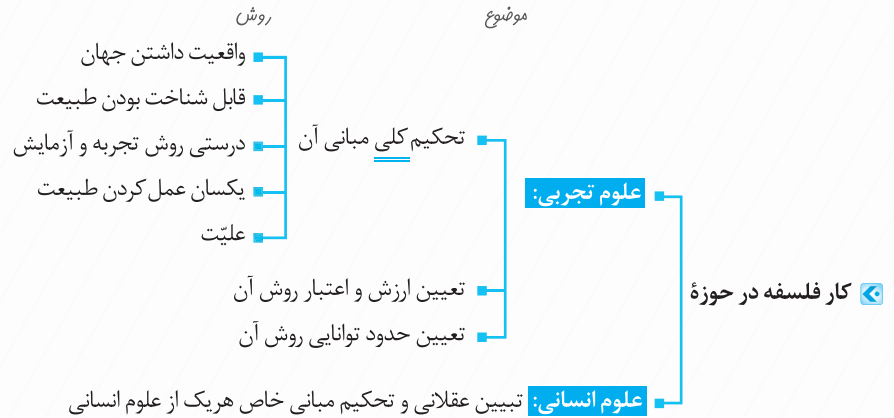 موضوع
روش
کار فلسفه در حوزهٔ
علوم تجربی:
تحکیم کلی مبانی آن
واقعیت داشتن جهان
قابل شناخت بودن طبیعت
درستی روش تجربه و آزمایش
یکسان عمل کردن طبیعت
علیّت
تعیین ارزش و اعتبار روش آن
تعیین حدود توانایی روش آن
علوم انسانی: تبیین عقلانی و تحکیم مبانی خاص هریک از علوم انسانی